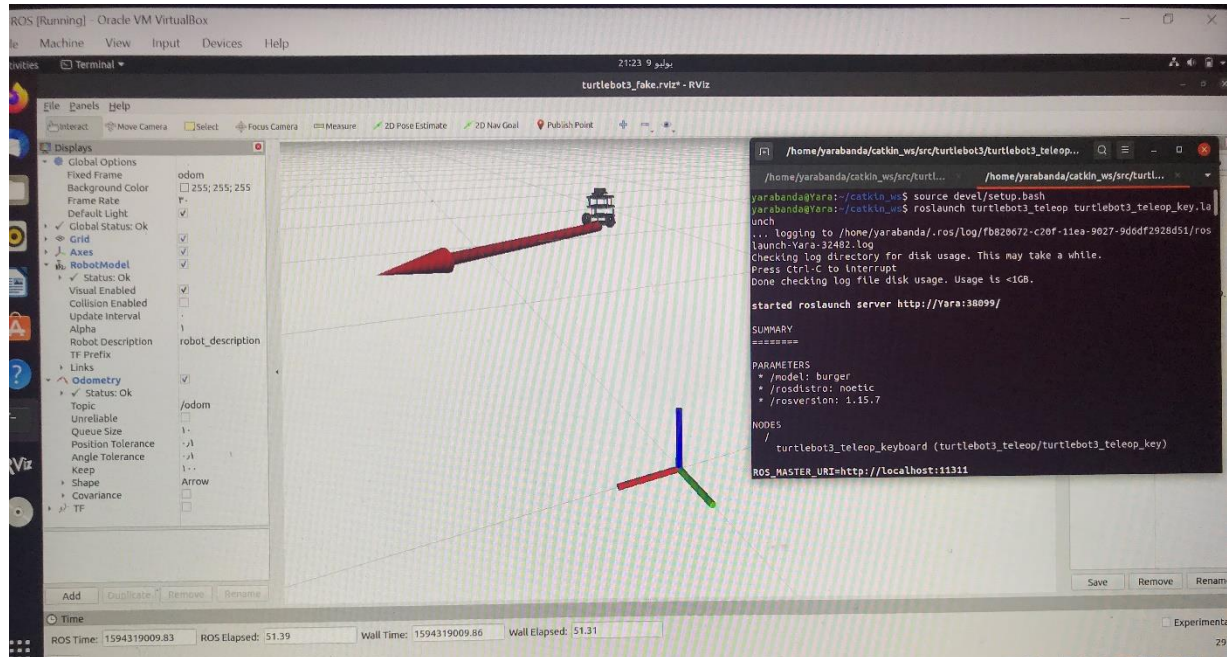 ROS [Running] - Oracle VM VirtualBox
Machine View Input Devices Help
Terminal
21:23 9 يوليو
turtlebot3_fake.rviz* - RViz
File Panels Help
Interact Move Camera Select Focus Camera Measure 2D Pose Estimate 2D Nav Goal Publish Point
Displays
Global Options
Fixed Frame odom
Background Color 255; 255; 255
Frame Rate ٣٠
Default Light
Global Status: Ok
Grid
Axes
RobotModel
Status: Ok
Visual Enabled
Collision Enabled
Update Interval ٠
Alpha ١
Robot Description robot_description
TF Prefix
Links
Odometry
Status: Ok
Topic /odom
Unreliable
Queue Size ١٠
Position Tolerance ٠٫١
Angle Tolerance ٠٫١
Keep ١٠٠
Shape Arrow
Covariance
TF
Add Duplicate Remove Rename
/home/yarabanda/catkin_ws/src/turtlebot3/turtlebot3_teleop...
/home/yarabanda/catkin_ws/src/turtl... /home/yarabanda/catkin_ws/src/turtl...
yarabanda@Yara:~/catkin_ws$ source devel/setup.bash
yarabanda@Yara:~/catkin_ws$ roslaunch turtlebot3_teleop turtlebot3_teleop_key.la
unch
... logging to /home/yarabanda/.ros/log/fb820672-c20f-11ea-9027-9d6df2928d51/ros
launch-Yara-32482.log
Checking log directory for disk usage. This may take a while.
Press Ctrl-C to interrupt
Done checking log file disk usage. Usage is <1GB.
started roslaunch server http://Yara:38099/
SUMMARY
========
PARAMETERS
* /model: burger
* /rosdistro: noetic
* /rosversion: 1.15.7
NODES
/
turtlebot3_teleop_keyboard (turtlebot3_teleop/turtlebot3_teleop_key)
ROS_MASTER_URI=http://localhost:11311
Save Remove
Time
ROS Time: 1594319009.83 ROS Elapsed: 51.39 Wall Time: 1594319009.86 Wall Elapsed: 51.31